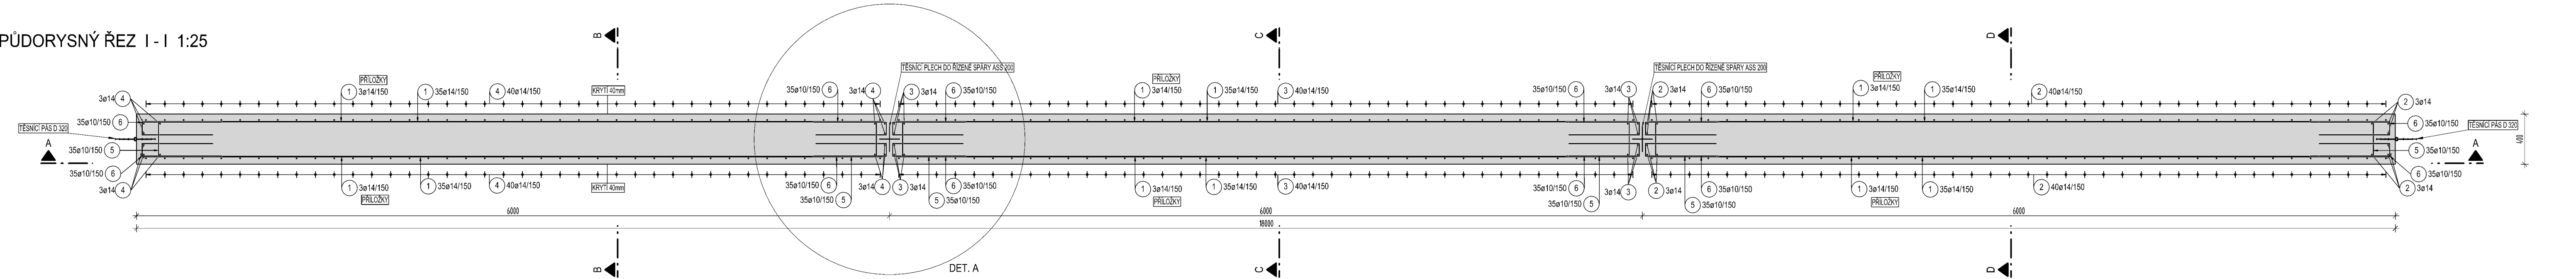 PŮDORYSNÝ ŘEZ I - I 1:25
B
C
D
TĚSNÍCÍ PLECH DO ŘÍZENÉ SPÁRY ASS 200
TĚSNÍCÍ PLECH DO ŘÍZENÉ SPÁRY ASS 200
PŘÍLOŽKY
PŘÍLOŽKY
PŘÍLOŽKY
3ø14 4
1 3ø14/150
1 35ø14/150
4 40ø14/150
KRYTÍ 40mm
35ø10/150 6
3ø14 4
3 3ø14
6 35ø10/150
1 3ø14/150
1 35ø14/150
3 40ø14/150
35ø10/150 6
3ø14 3
2 3ø14
6 35ø10/150
1 3ø14/150
1 35ø14/150
2 40ø14/150
2 3ø14
35ø10/150 6
6 35ø10/150
TĚSNÍCÍ PÁS D 320
TĚSNÍCÍ PÁS D 320
A
A
400
35ø10/150 5
5 35ø10/150
35ø10/150 6
6 35ø10/150
3ø14 4
1 3ø14/150
1 35ø14/150
4 40ø14/150
KRYTÍ 40mm
35ø10/150 6
3ø14 4
3 3ø14
6 35ø10/150
1 3ø14/150
1 35ø14/150
3 40ø14/150
35ø10/150 6
3ø14 3
2 3ø14
6 35ø10/150
1 3ø14/150
1 35ø14/150
2 40ø14/150
2 3ø14
PŘÍLOŽKY
35ø10/150 5
5 35ø10/150
PŘÍLOŽKY
35ø10/150 5
5 35ø10/150
PŘÍLOŽKY
6000
6000
6000
18000
B
DET. A
C
D